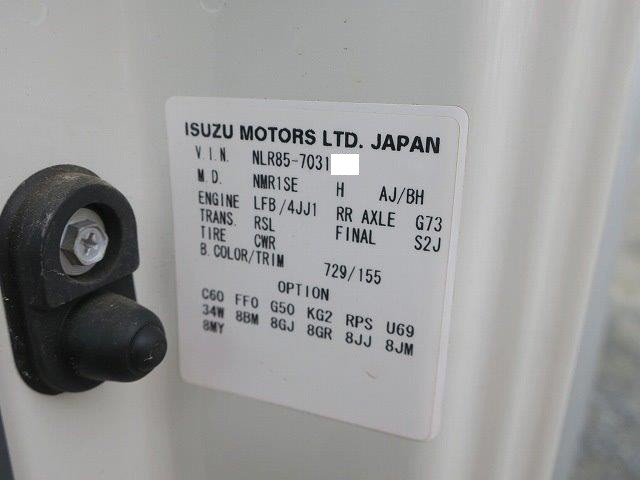 ISUZU MOTORS LTD. JAPAN
V.I.N. NLR85-7031
M.D. NMR1SE H AJ/BH
ENGINE LFB/4JJ1 RR AXLE G73
TRANS. RSL FINAL S2J
TIRE CWR
B.COLOR/TRIM 729/155
OPTION
C60 FF0 G50 KG2 RPS U69
34W 8BM 8GJ 8GR 8JJ 8JM
8MY